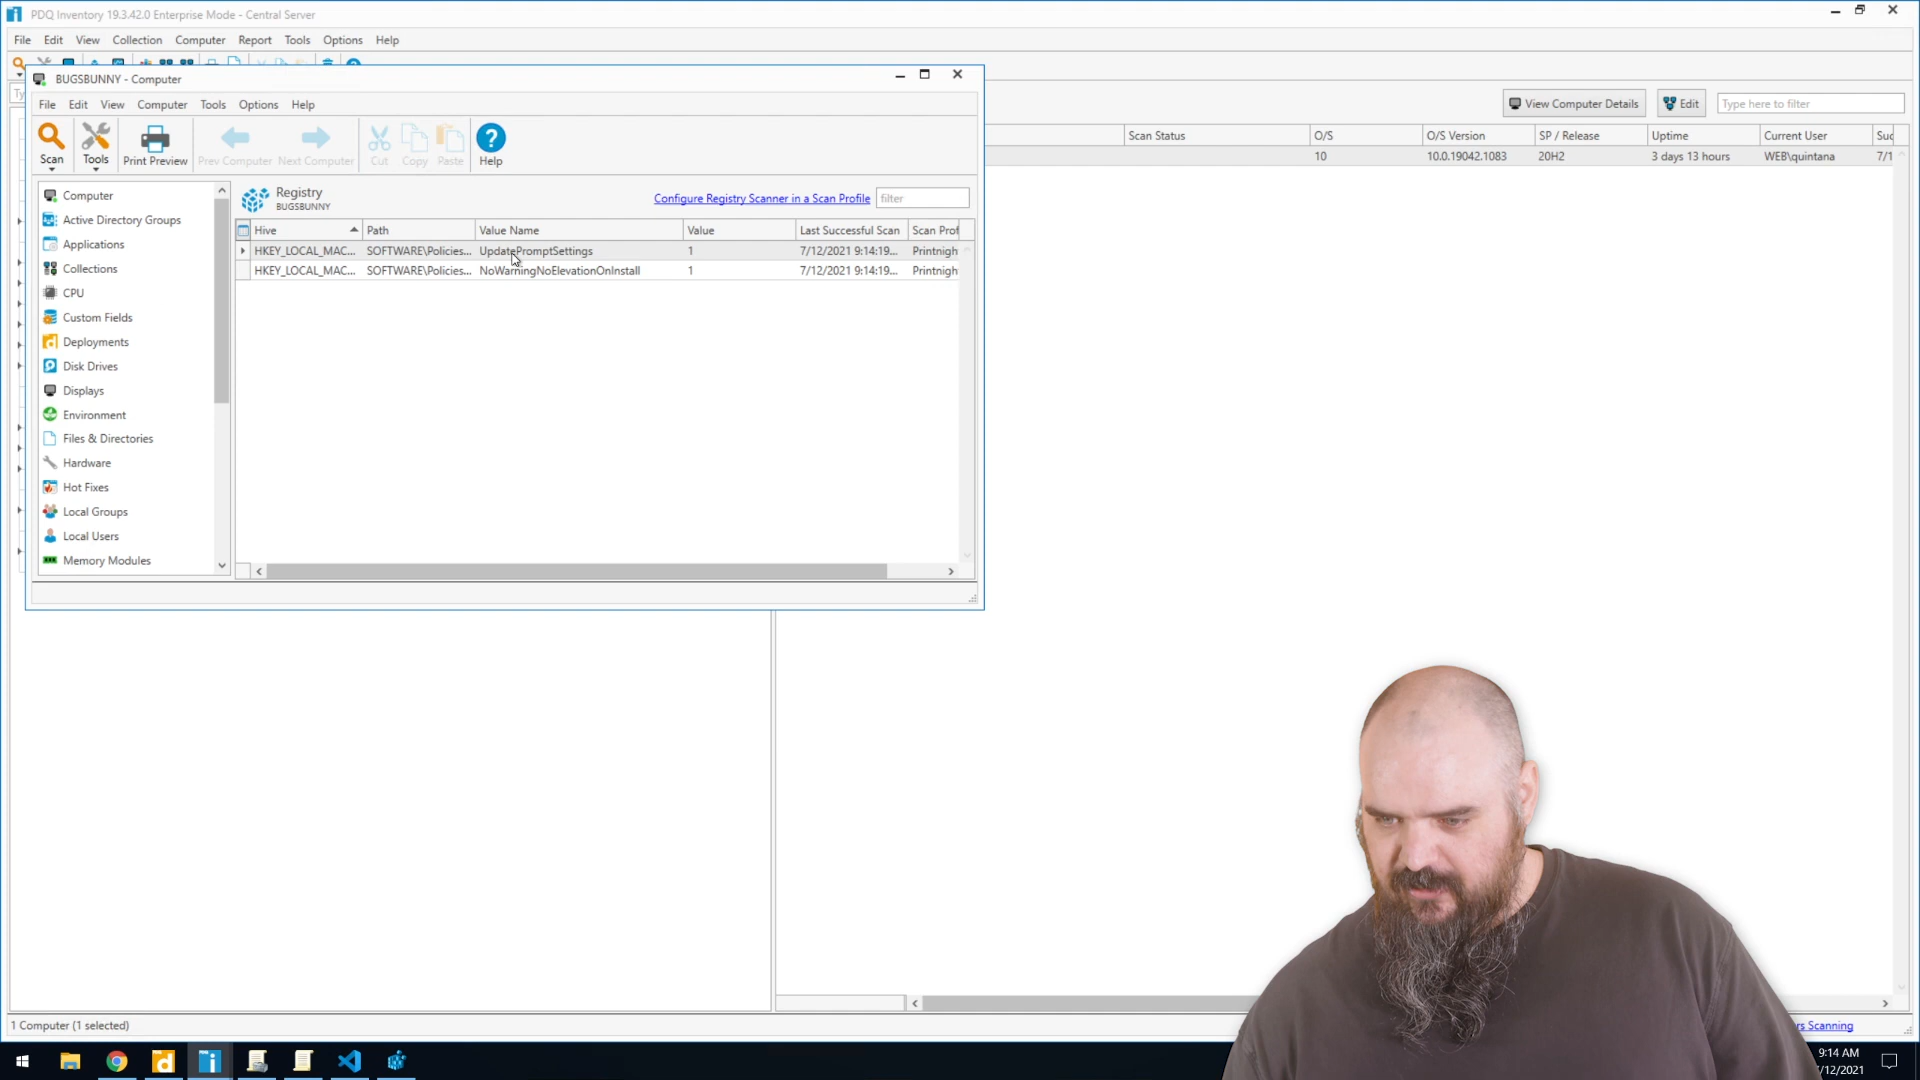 PDQ Inventory 19.3.42.0 Enterprise Mode - Central Server
File Edit View Collection Computer Report Tools Options Help
BUGSBUNNY - Computer
File Edit View Computer Tools Options Help
Scan Tools Print Preview Prev Computer Next Computer Cut Copy Paste Help
View Computer Details Edit Type here to filter
Scan Status O/S O/S Version SP / Release Uptime Current User Suc
10 10.0.19042.1083 20H2 3 days 13 hours WEB\quintana 7/1
Registry
BUGSBUNNY
Configure Registry Scanner in a Scan Profile filter
Hive Path Value Name Value Last Successful Scan Scan Prof
HKEY_LOCAL_MAC... SOFTWARE\Policies... UpdatePromptSettings 1 7/12/2021 9:14:19... Printnigh
HKEY_LOCAL_MAC... SOFTWARE\Policies... NoWarningNoElevationOnInstall 1 7/12/2021 9:14:19... Printnigh
Computer
Active Directory Groups
Applications
Collections
CPU
Custom Fields
Deployments
Disk Drives
Displays
Environment
Files & Directories
Hardware
Hot Fixes
Local Groups
Local Users
Memory Modules
1 Computer (1 selected)
rs Scanning
9:14 AM
/12/2021